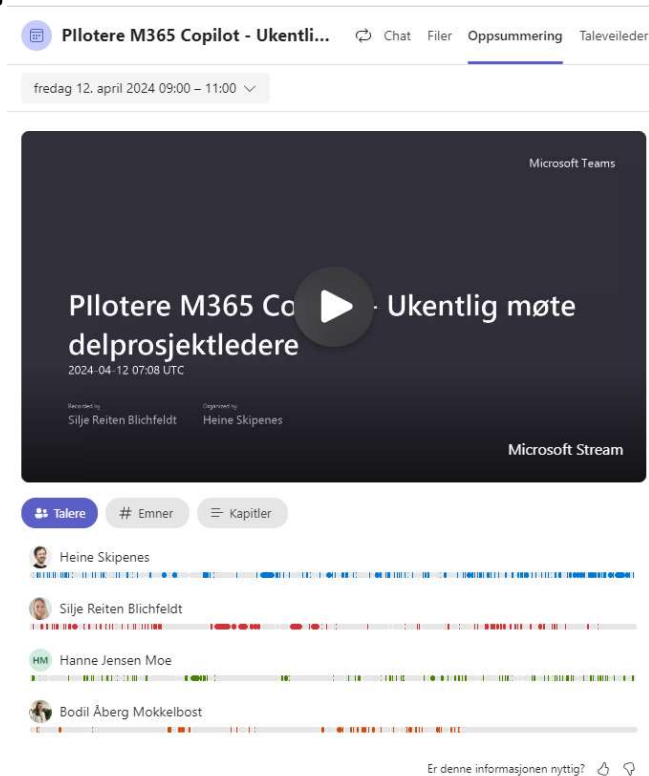 PIlotere M365 Copilot - Ukentli... Chat Filer Oppsummering Taleveileder
fredag 12. april 2024 09:00 – 11:00
Microsoft Teams
PIlotere M365 Co - Ukentlig møte
delprosjektledere
2024-04-12 07:08 UTC
Recorded by Organized by
Silje Reiten Blichfeldt Heine Skipenes
Microsoft Stream
Talere # Emner Kapitler
Heine Skipenes
Silje Reiten Blichfeldt
HM Hanne Jensen Moe
Bodil Åberg Mokkelbost
Er denne informasjonen nyttig?